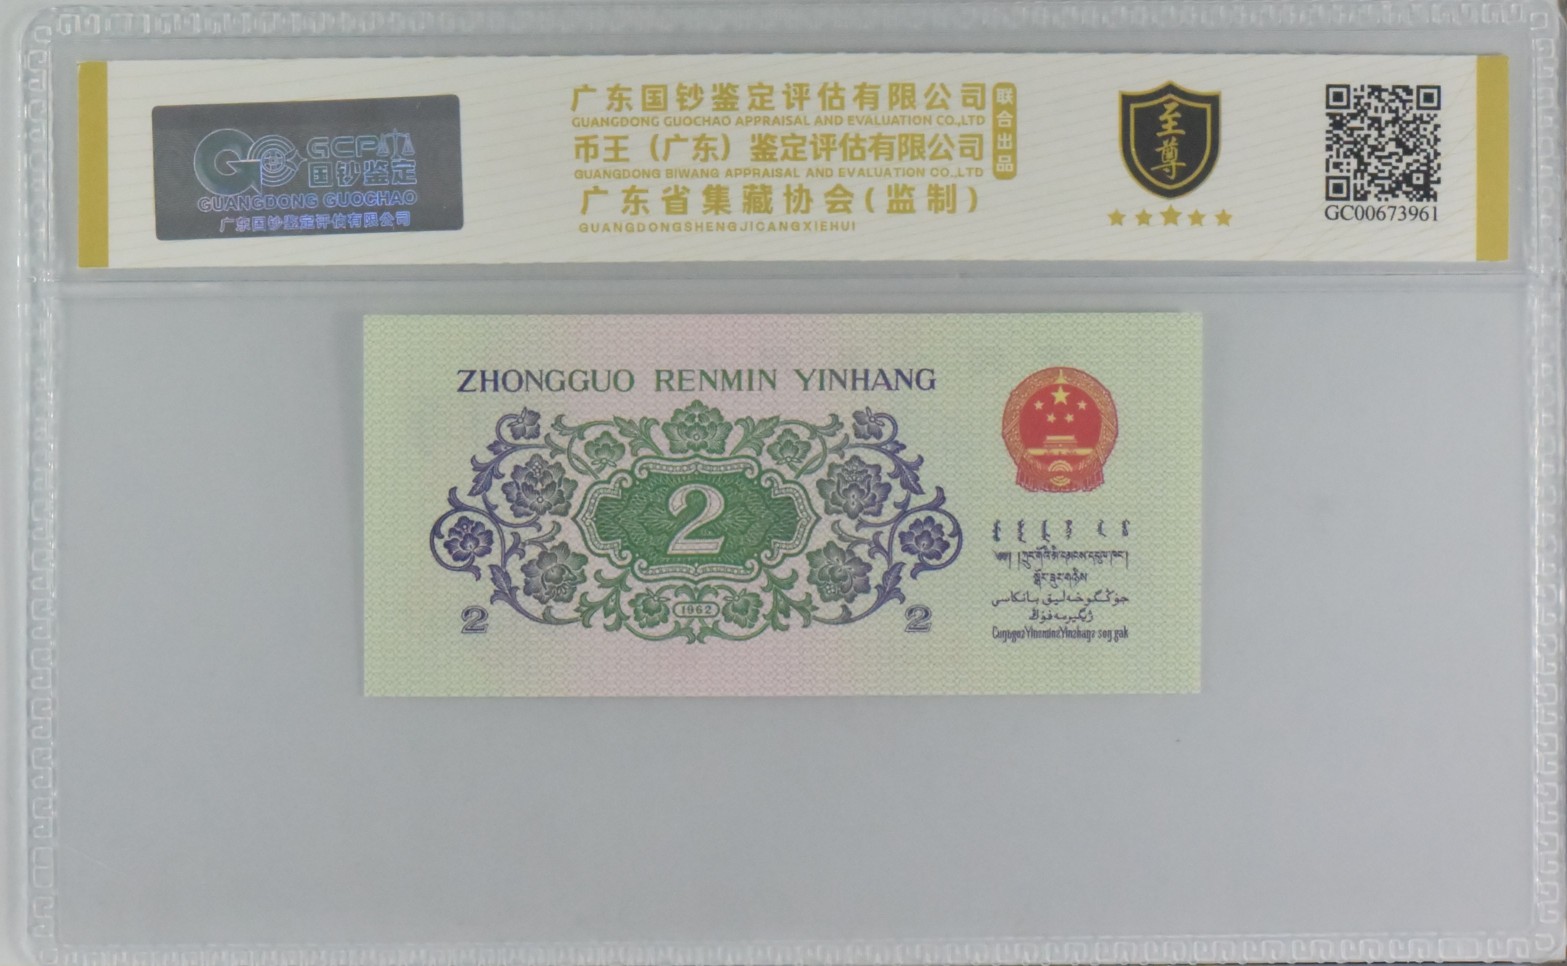 GCP
国钞鉴定
GUANGDONG GUOCHAO
广东国钞鉴定评估有限公司
广东国钞鉴定评估有限公司
GUANGDONG GUOCHAO APPRAISAL AND EVALUATION CO.,LTD
币王（广东）鉴定评估有限公司
GUANGDONG BIWANG APPRAISAL AND EVALUATION CO.,LTD
联合出品
广东省集藏协会(监制)
GUANGDONGSHENGJICANGXIEHUI
至尊
GC00673961
ZHONGGUO RENMIN YINHANG
2
1962
2
2
جۇڭگو خەلىق بانكاسى